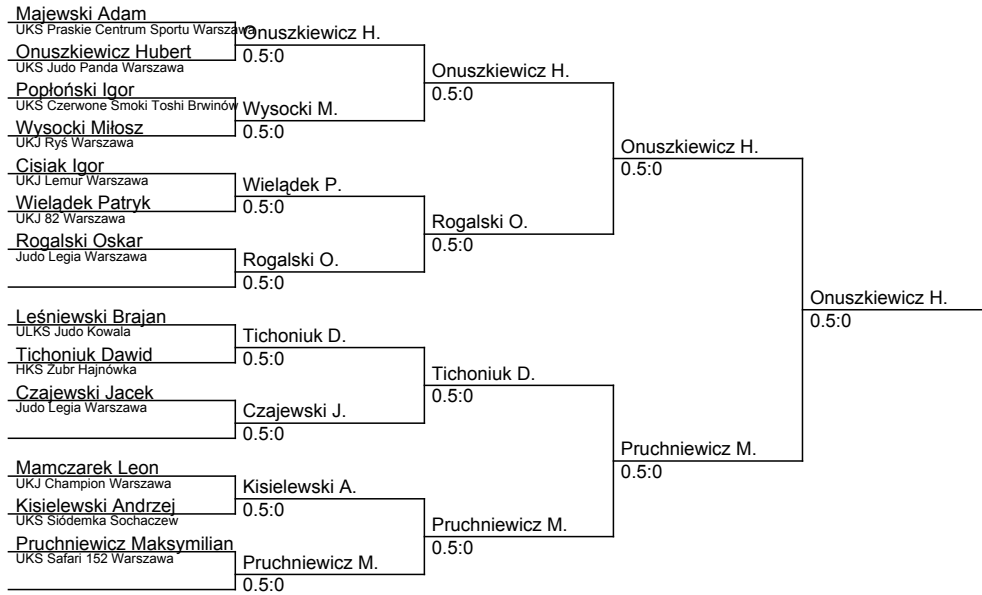 Majewski Adam
UKS Praskie Centrum Sportu Warszawa
Onuszkiewicz Hubert
UKS Judo Panda Warszawa
Popłoński Igor
UKS Czerwone Smoki Toshi Brwinów
Wysocki Miłosz
UKJ Ryś Warszawa
Cisiak Igor
UKJ Lemur Warszawa
Wielądek Patryk
UKJ 82 Warszawa
Rogalski Oskar
Judo Legia Warszawa
Leśniewski Brajan
ULKS Judo Kowala
Tichoniuk Dawid
HKS Żubr Hajnówka
Czajewski Jacek
Judo Legia Warszawa
Mamczarek Leon
UKJ Champion Warszawa
Kisielewski Andrzej
UKS Siódemka Sochaczew
Pruchniewicz Maksymilian
UKS Safari 152 Warszawa
Onuszkiewicz H.
0.5:0
Wysocki M.
0.5:0
Wielądek P.
0.5:0
Rogalski O.
0.5:0
Tichoniuk D.
0.5:0
Czajewski J.
0.5:0
Kisielewski A.
0.5:0
Pruchniewicz M.
0.5:0
Onuszkiewicz H.
0.5:0
Rogalski O.
0.5:0
Tichoniuk D.
0.5:0
Pruchniewicz M.
0.5:0
Onuszkiewicz H.
0.5:0
Pruchniewicz M.
0.5:0
Onuszkiewicz H.
0.5:0